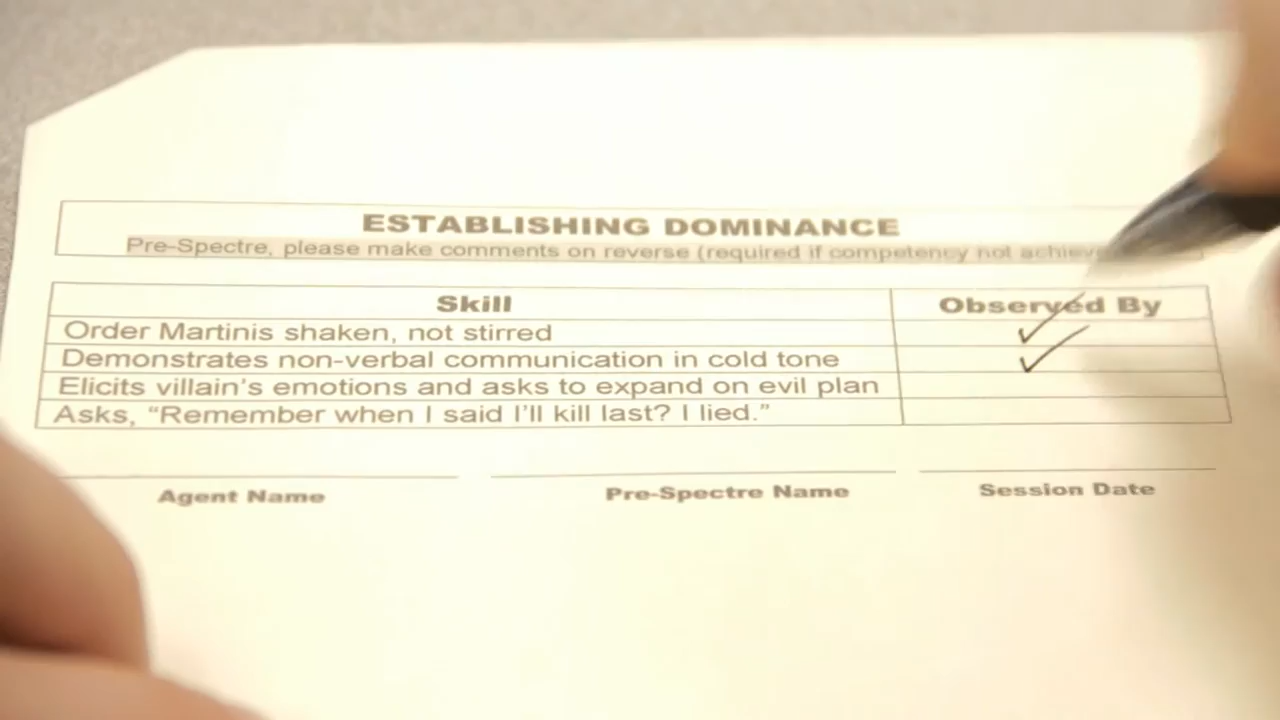 ESTABLISHING DOMINANCE
Pre-Spectre, please make comments on reverse (required if competency not
Skill Observed By
Order Martinis shaken, not stirred
Demonstrates non-verbal communication in cold tone
Elicits villain's emotions and asks to expand on evil plan
Asks, “Remember when I said I'll kill last? I lied.”
Agent Name Pre-Spectre Name Session Date